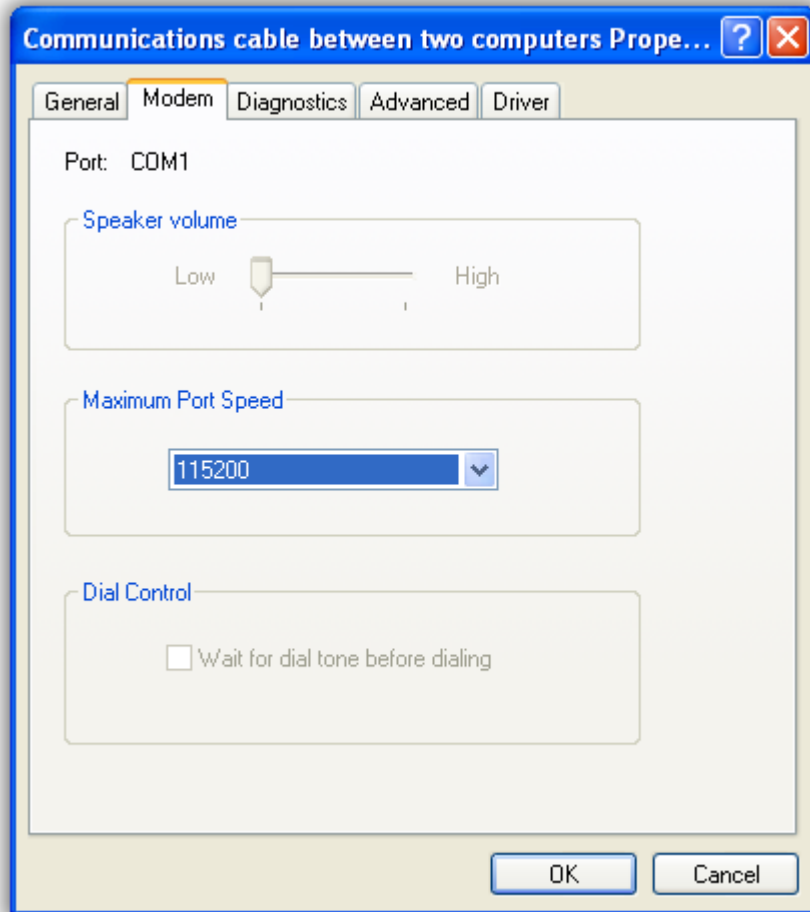 Communications cable between two computers Prope...
General Modem Diagnostics Advanced Driver
Port: COM1
Speaker volume
Low High
Maximum Port Speed
115200
Dial Control
Wait for dial tone before dialing
OK Cancel